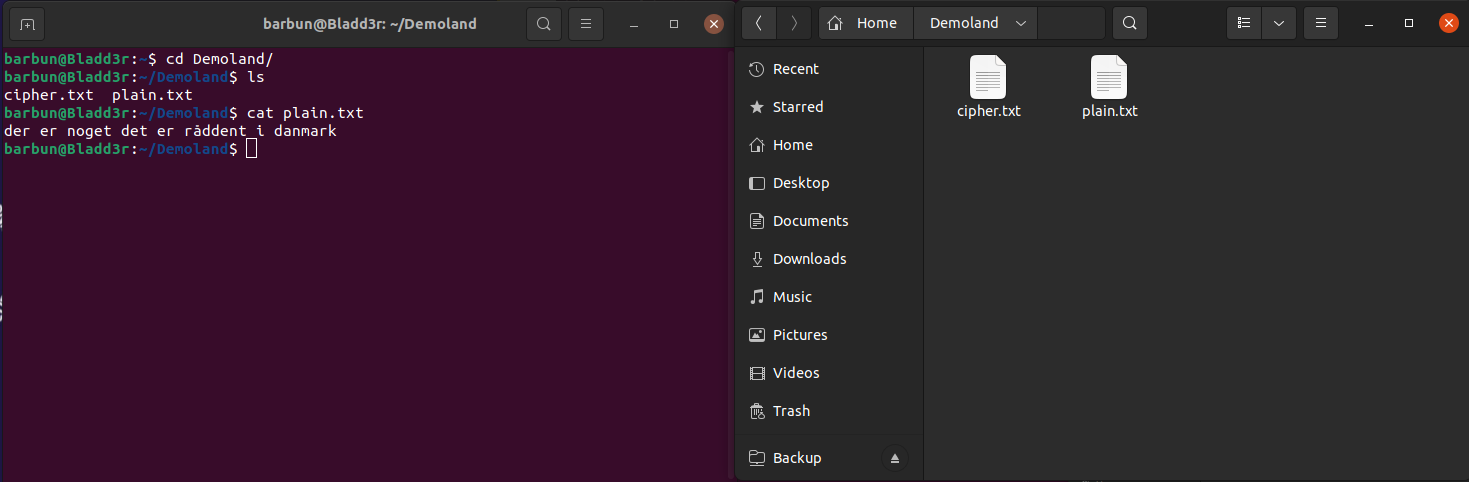 barbun@Bladd3r: ~/Demoland
barbun@Bladd3r:~$ cd Demoland/
barbun@Bladd3r:~/Demoland$ ls
cipher.txt  plain.txt
barbun@Bladd3r:~/Demoland$ cat plain.txt
der er noget det er råddent i danmark
barbun@Bladd3r:~/Demoland$
Home Demoland
Recent
Starred
Home
Desktop
Documents
Downloads
Music
Pictures
Videos
Trash
Backup
cipher.txt plain.txt